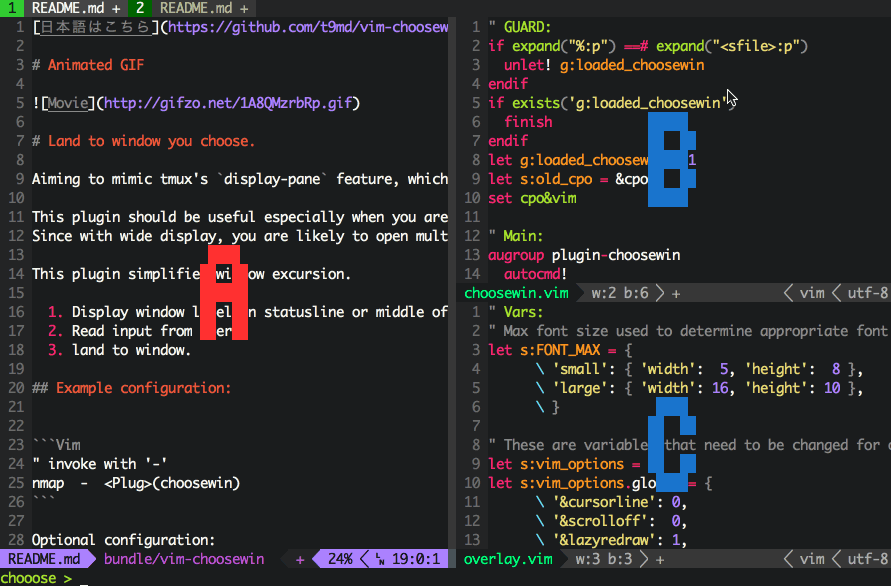 1 README.md + 2 README.md +
1 [日本語はこちら](https://github.com/t9md/vim-choosew
2
3 # Animated GIF
4
5 ![Movie](http://gifzo.net/1A8QMzrbRp.gif)
6
7 # Land to window you choose.
8
9 Aiming to mimic tmux's `display-pane` feature, which
10
11 This plugin should be useful especially when you are
12 Since with wide display, you are likely to open mult
13
14 This plugin simplifie wi ow excursion.
15
16 1. Display window l el n statusline or middle of
17 2. Read input from er
18 3. land to window.
19
20 ## Example configuration:
21
22
23 ```Vim
24 " invoke with '-'
25 nmap - <Plug>(choosewin)
26 ```
27
28 Optional configuration:
README.md bundle/vim-choosewin + 24% 19:0:1
A
1 " GUARD:
2 if expand("%:p") ==# expand("<sfile>:p")
3 unlet! g:loaded_choosewin
4 endif
5 if exists('g:loaded_choosewin')
6 finish
7 endif
8 let g:loaded_choosew 1
9 let s:old_cpo = &cpo
10 set cpo&vim
11
12 " Main:
13 augroup plugin-choosewin
14 autocmd!
choosewin.vim w:2 b:6 + vim utf-8
B
1 " Vars:
2 " Max font size used to determine appropriate font
3 let s:FONT_MAX = {
4 \ 'small': { 'width': 5, 'height': 8 },
5 \ 'large': { 'width': 16, 'height': 10 },
6 \ }
7
8 " These are variable that need to be changed for
9 let s:vim_options =
10 let s:vim_options.glo = {
11 \ '&cursorline': 0,
12 \ '&scrolloff': 0,
13 \ '&lazyredraw': 1,
overlay.vim w:3 b:3 + vim utf-8
C
chooose >